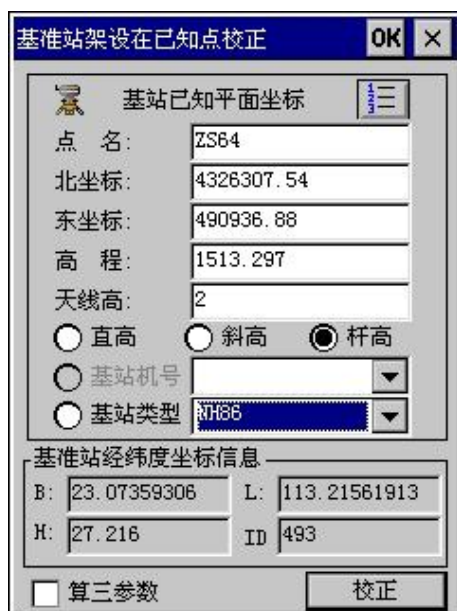 基准站架设在已知点校正 OK ×
基站已知平面坐标
点 名: ZS64
北坐标: 4326307.54
东坐标: 490936.88
高 程: 1513.297
天线高: 2
直高 斜高 杆高
基站机号
基站类型 NH86
基准站经纬度坐标信息
B: 23.07359306 L: 113.21561913
H: 27.216 ID 493
算三参数 校正